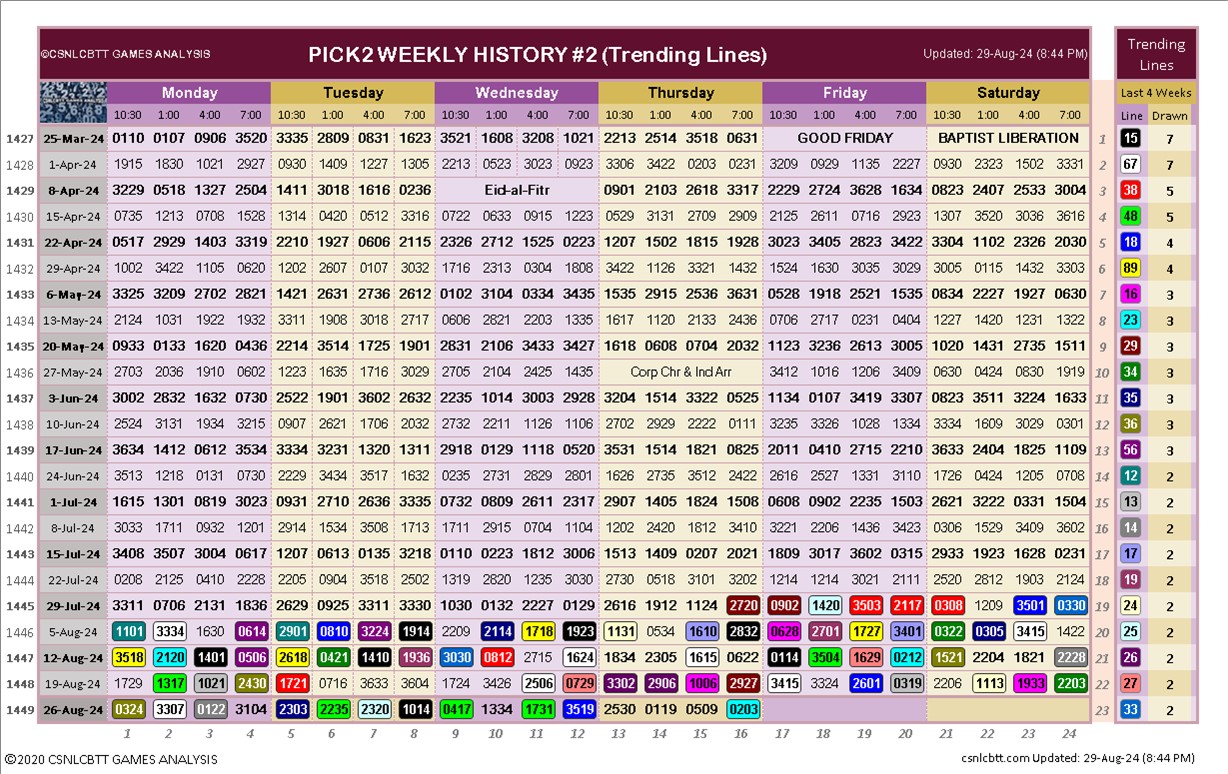 ©CSNLCBTT GAMES ANALYSIS PICK2 WEEKLY HISTORY #2 (Trending Lines) Updated: 29-Aug-24 (8:44 PM) Trending Lines
Monday Tuesday Wednesday Thursday Friday Saturday Last 4 Weeks
10:30 1:00 4:00 7:00 10:30 1:00 4:00 7:00 10:30 1:00 4:00 7:00 10:30 1:00 4:00 7:00 10:30 1:00 4:00 7:00 10:30 1:00 4:00 7:00 Line Drawn
1427 25-Mar-24 0110 0107 0906 3520 3335 2809 0831 1623 3521 1608 3208 1021 2213 2514 3518 0631 GOOD FRIDAY BAPTIST LIBERATION 1 15 7
1428 1-Apr-24 1915 1830 1021 2927 0930 1409 1227 1305 2213 0523 3023 0923 3306 3422 0203 0231 3209 0929 1135 2227 0930 2323 1502 3331 2 67 7
1429 8-Apr-24 3229 0518 1327 2504 1411 3018 1616 0236 Eid-al-Fitr 0901 2103 2618 3317 2229 2724 3628 1634 0823 2407 2533 3004 3 38 5
1430 15-Apr-24 0735 1213 0708 1528 1314 0420 0512 3316 0722 0633 0915 1223 0529 3131 2709 2909 2125 2611 0716 2923 1307 3520 3036 3616 4 48 5
1431 22-Apr-24 0517 2929 1403 3319 2210 1927 0606 2115 2326 2712 1525 0223 1207 1502 1815 1928 3023 3405 2823 3422 3304 1102 2326 2030 5 18 4
1432 29-Apr-24 1002 3422 1105 0620 1202 2607 0107 3032 1716 2313 0304 1808 3422 1126 3321 1432 1524 1630 3035 3029 3005 0115 1432 3303 6 89 4
1433 6-May-24 3325 3209 2702 2821 1421 2631 2736 2612 0102 3104 0334 3435 1535 2915 2536 3631 0528 1918 2521 1535 0834 2227 1927 0630 7 16 3
1434 13-May-24 2124 1031 1922 1932 3311 1908 3018 2717 0606 2821 2203 1335 1617 1120 2133 2436 0706 2717 0231 0404 1227 1420 1231 1322 8 23 3
1435 20-May-24 0933 0133 1620 0436 2214 3514 1725 1901 2831 2106 3433 3427 1618 0608 0704 2032 1123 3236 2613 3005 1020 1431 2735 1511 9 29 3
1436 27-May-24 2703 2036 1910 0602 1223 1635 1716 3029 2705 2104 2425 1435 Corp Chr & Ind Arr 3412 1016 1206 3409 0630 0424 0830 1919 10 34 3
1437 3-Jun-24 3002 2832 1632 0730 2522 1901 3602 2632 2235 1014 3003 2928 3204 1514 3322 0525 1134 0107 3419 3307 0823 3511 3224 1633 11 35 3
1438 10-Jun-24 2524 3131 1934 3215 0907 2621 1706 2032 2732 2211 1126 1106 2702 2929 2222 0111 3235 3326 1028 1334 3334 1609 3029 0301 12 36 3
1439 17-Jun-24 3634 1412 0612 3534 3334 3231 1320 1311 2918 0129 1118 0520 3531 1514 1821 0825 2011 0410 2715 2210 3633 2404 1825 1109 13 56 3
1440 24-Jun-24 3513 1218 0131 0730 2229 3434 3517 1632 0235 2731 2829 2801 1626 2735 3512 2422 2616 2527 1331 3110 1726 0424 1205 0708 14 12 2
1441 1-Jul-24 1615 1301 0819 3023 0931 2710 2636 3335 0732 0809 2611 2317 2907 1405 1824 1508 0608 0902 2235 1503 2621 3222 0331 1504 15 13 2
1442 8-Jul-24 3033 1711 0932 1201 2914 1534 3508 1713 1711 2915 0704 1104 1202 2420 1812 3410 3221 2206 1436 3423 0306 1529 3409 3602 16 14 2
1443 15-Jul-24 3408 3507 3004 0617 1207 0613 0135 3218 0110 0223 1812 3006 1513 1409 0207 2021 1809 3017 3602 0315 2933 1923 1628 0231 17 17 2
1444 22-Jul-24 0208 2125 0410 2228 2205 0904 3518 2502 1319 2820 1235 3030 2730 0518 3101 3202 1214 1214 3021 2111 2520 2812 1903 2124 18 19 2
1445 29-Jul-24 3311 0706 2131 1836 2629 0925 3311 3330 1030 0132 2227 0129 2616 1912 1124 2720 0902 1420 3503 2117 0308 1209 3501 0330 19 24 2
1446 5-Aug-24 1101 3334 1630 0614 2901 0810 3224 1914 2209 2114 1718 1923 1131 0534 1610 2832 0628 2701 1727 3401 0322 0305 3415 1422 20 25 2
1447 12-Aug-24 3518 2120 1401 0506 2618 0421 1410 1936 3030 0812 2715 1624 1834 2305 1615 0622 0114 3504 1629 0212 1521 2204 1821 2228 21 26 2
1448 19-Aug-24 1729 1317 1021 2430 1721 0716 3633 3604 1724 3426 2506 0729 3302 2906 1006 2927 3415 3324 2601 0319 2206 1113 1933 2203 22 27 2
1449 26-Aug-24 0324 3307 0122 3104 2303 2235 2320 1014 0417 1334 1731 3519 2530 0119 0509 0203 23 33 2
1 2 3 4 5 6 7 8 9 10 11 12 13 14 15 16 17 18 19 20 21 22 23 24
©2020 CSNLCBTT GAMES ANALYSIS csnlcbtt.com Updated: 29-Aug-24 (8:44 PM)